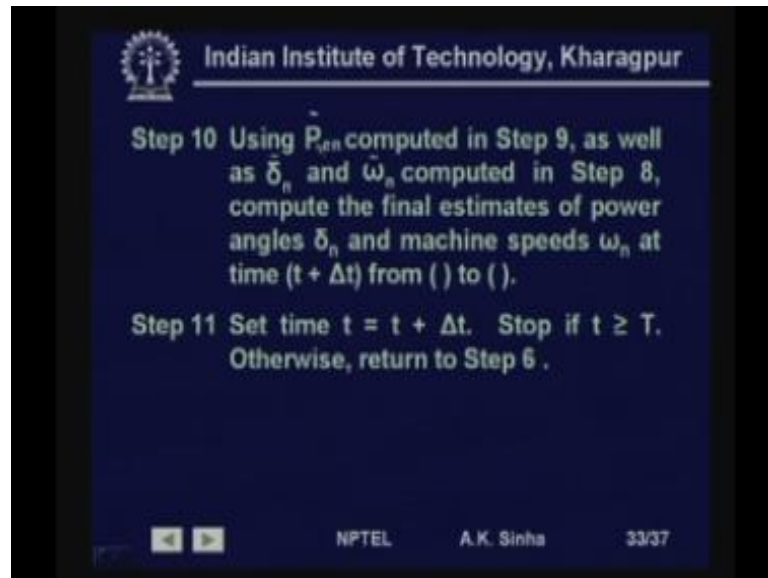 Indian Institute of Technology, Kharagpur
Step 10 Using P̃ₑₙ computed in Step 9, as well
as δ̃ₙ and ω̃ₙ computed in Step 8,
compute the final estimates of power
angles δₙ and machine speeds ωₙ at
time (t + Δt) from ( ) to ( ).
Step 11 Set time t = t + Δt. Stop if t ≥ T.
Otherwise, return to Step 6 .
NPTEL A.K. Sinha 33/37